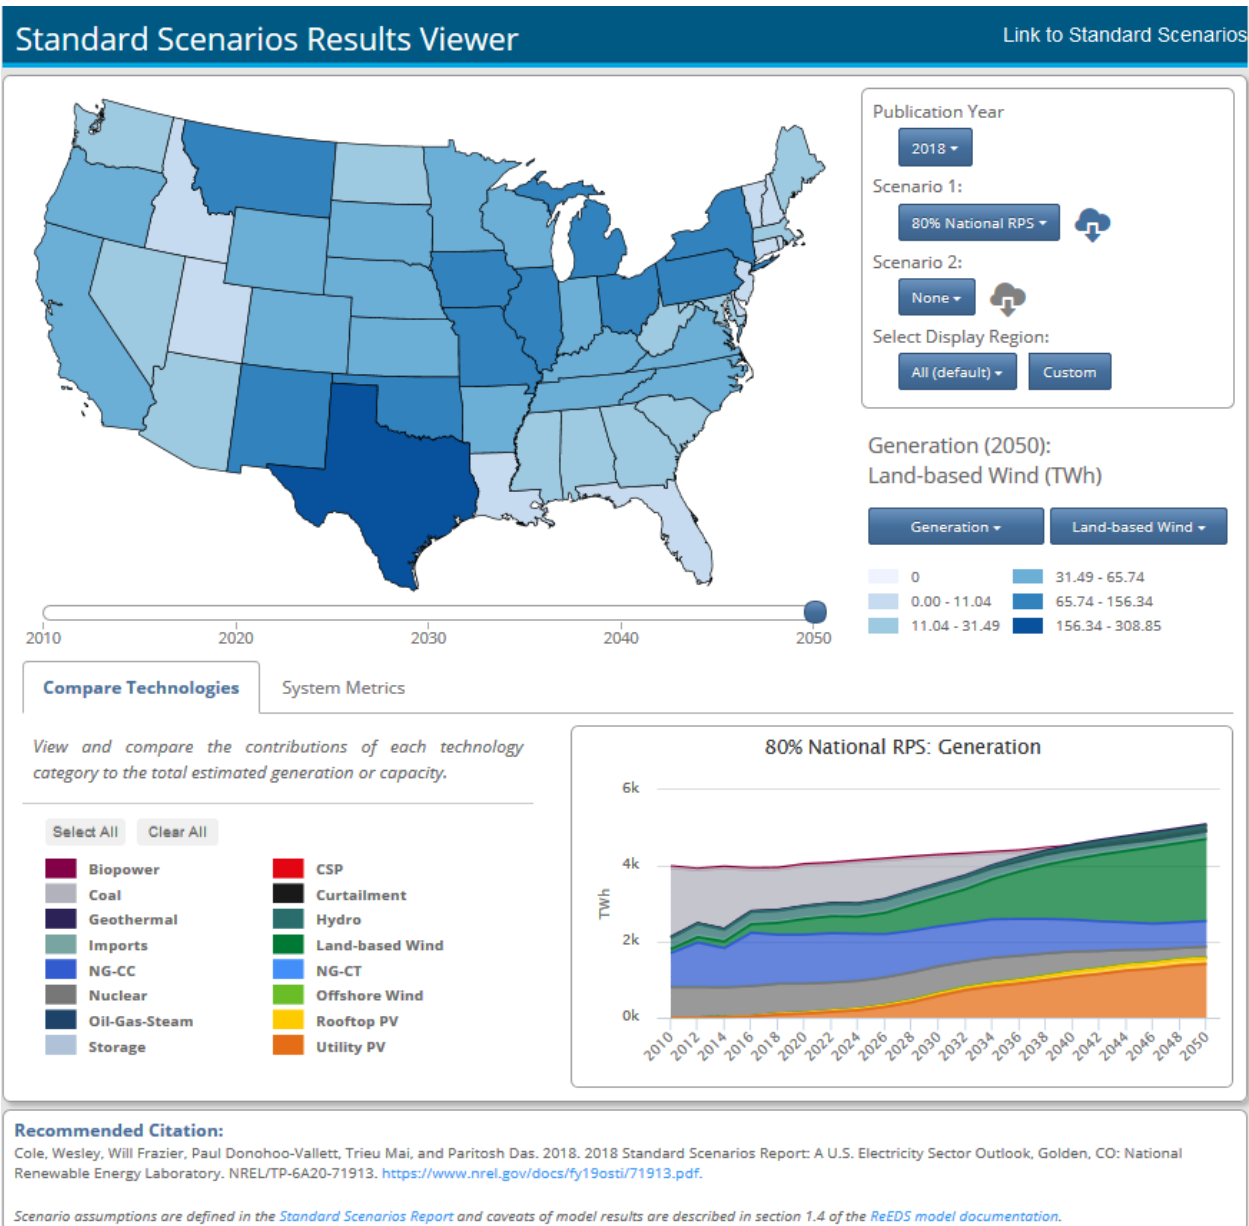 Standard Scenarios Results Viewer
Link to Standard Scenarios
Publication Year
2018
Scenario 1:
80% National RPS
Scenario 2:
None
Select Display Region:
All (default)
Custom
Generation (2050):
Land-based Wind (TWh)
Generation
Land-based Wind
0
31.49 - 65.74
0.00 - 11.04
65.74 - 156.34
11.04 - 31.49
156.34 - 308.85
2010
2020
2030
2040
2050
Compare Technologies
System Metrics
View and compare the contributions of each technology
category to the total estimated generation or capacity.
Select All
Clear All
Biopower
CSP
Coal
Curtailment
Geothermal
Hydro
Imports
Land-based Wind
NG-CC
NG-CT
Nuclear
Offshore Wind
Oil-Gas-Steam
Rooftop PV
Storage
Utility PV
80% National RPS: Generation
TWh
6k
4k
2k
0k
2010
2012
2014
2016
2018
2020
2022
2024
2026
2028
2030
2032
2034
2036
2038
2040
2042
2044
2046
2048
2050
Recommended Citation:
Cole, Wesley, Will Frazier, Paul Donohoo-Vallett, Trieu Mai, and Paritosh Das. 2018. 2018 Standard Scenarios Report: A U.S. Electricity Sector Outlook, Golden, CO: National
Renewable Energy Laboratory. NREL/TP-6A20-71913. https://www.nrel.gov/docs/fy19osti/71913.pdf.
Scenario assumptions are defined in the Standard Scenarios Report and caveats of model results are described in section 1.4 of the ReEDS model documentation.